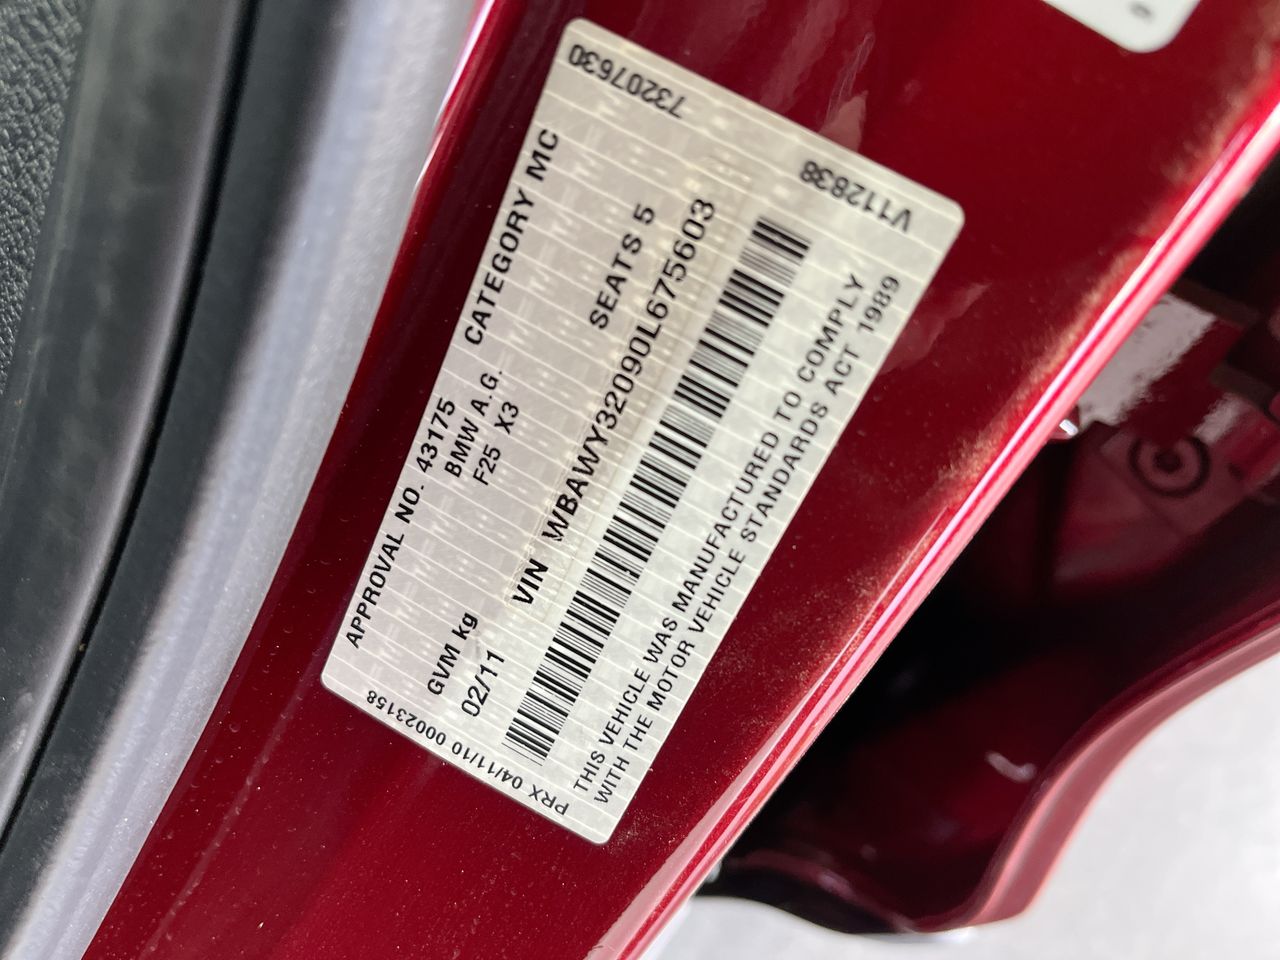 APPROVAL NO. 43175 CATEGORY MC
BMW A.G.
F25 X3
GVM kg SEATS 5
02/11
VIN WBAWY32090L675603
THIS VEHICLE WAS MANUFACTURED TO COMPLY
WITH THE MOTOR VEHICLE STANDARDS ACT 1989
73207630
V112838
PRX 04/11/10 00023158